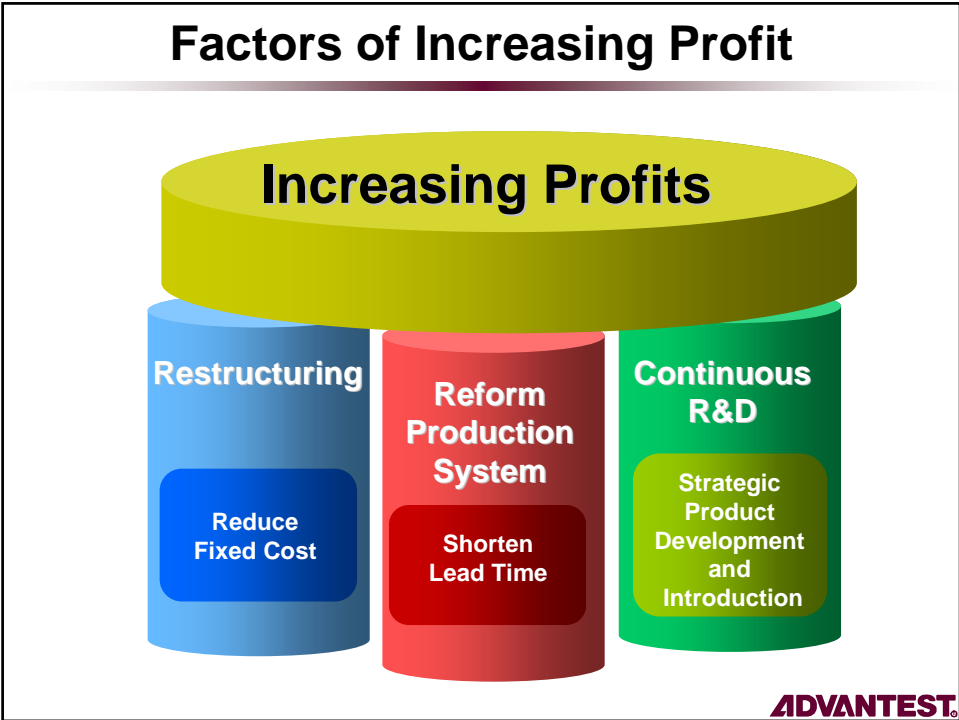 Factors of Increasing Profit
Increasing Profits
Restructuring
Reduce
Fixed Cost
Reform
Production
System
Shorten
Lead Time
Continuous
R&D
Strategic
Product
Development
and
Introduction
ADVANTEST®